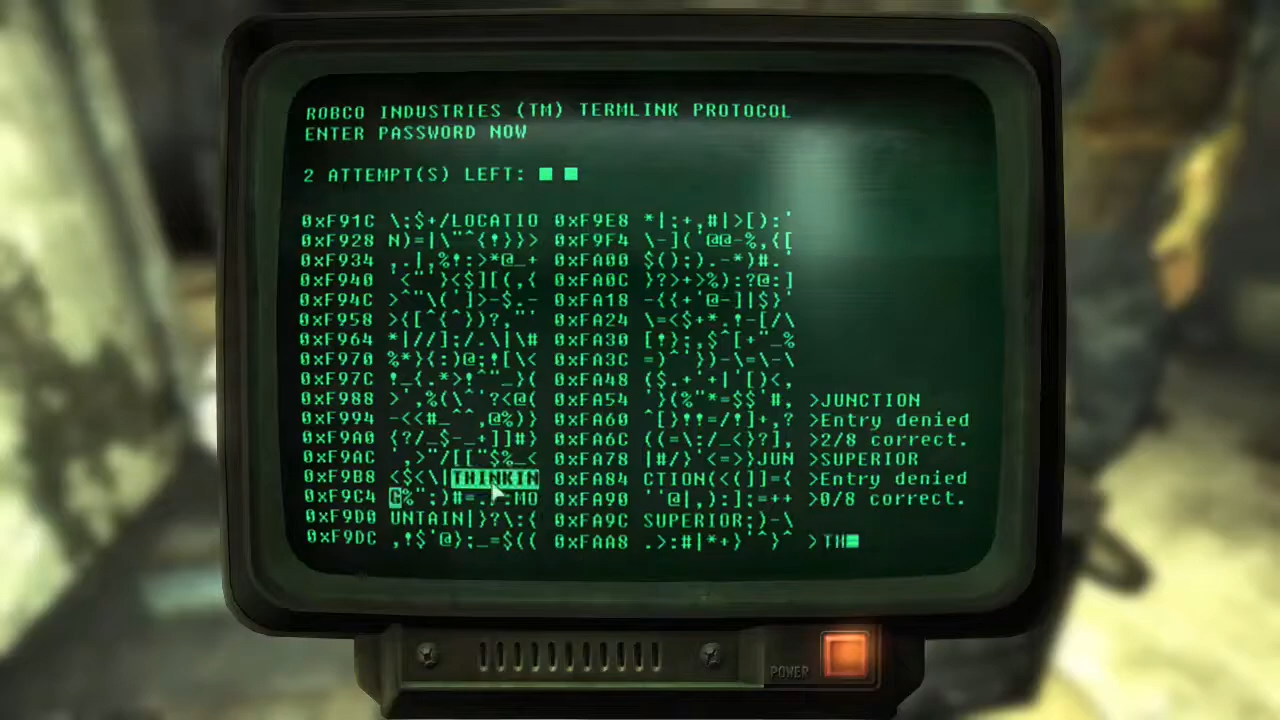 ROBCO INDUSTRIES (TM) TERMLINK PROTOCOL
ENTER PASSWORD NOW
2 ATTEMPT(S) LEFT:
0xF91C \;$+/LOCATIO 0xF9E8 *|;+,#|>[):'
0xF928 N)=|\"^{!}}> 0xF9F4 \-](`@@-%,{[
0xF934 ,.|,%!:>*@_+ 0xFA00 $();).-*)#.'
0xF940 `<"`}<$][(,{ 0xFA0C }?>+>%):?@:]
0xF94C >^"\(']>-$.- 0xFA18 -{{+'@-]|$}'
0xF958 >{[^{^})?,"' 0xFA24 \=<$+*.!-[/\
0xF964 *|//];/.\|\# 0xFA30 [!};,$^[+"_%
0xF970 %*}{:)@;![\< 0xFA3C =)^'})-\=\-\
0xF97C !_{.*>!^"_}( 0xFA48 ($.+"+|'[)<,
0xF988 >',%(\^'?<@( 0xFA54 '}(%"*=$$'#, >JUNCTION
0xF994 -<<#_^^ ,@%)} 0xFA60 ^[}!!=/!]+,? >Entry denied
0xF9A0 {?/_$-_+]]#} 0xFA6C ((=\:/_<}?], >2/8 correct.
0xF9AC ',>"/[["$%_< 0xFA78 |#/}`<=>}JUN >SUPERIOR
0xF9B8 <$<\|THINKIN 0xFA84 CTION(<(]]={ >Entry denied
0xF9C4 G%":)#= :MO 0xFA90 ''@|,):];=++ >0/8 correct.
0xF9D0 UNTAIN|}?\:{ 0xFA9C SUPERIOR;)-\
0xF9DC ,!$'@};_=$(( 0xFAA8 .>:#|*+}'^}^ >TH
POWER